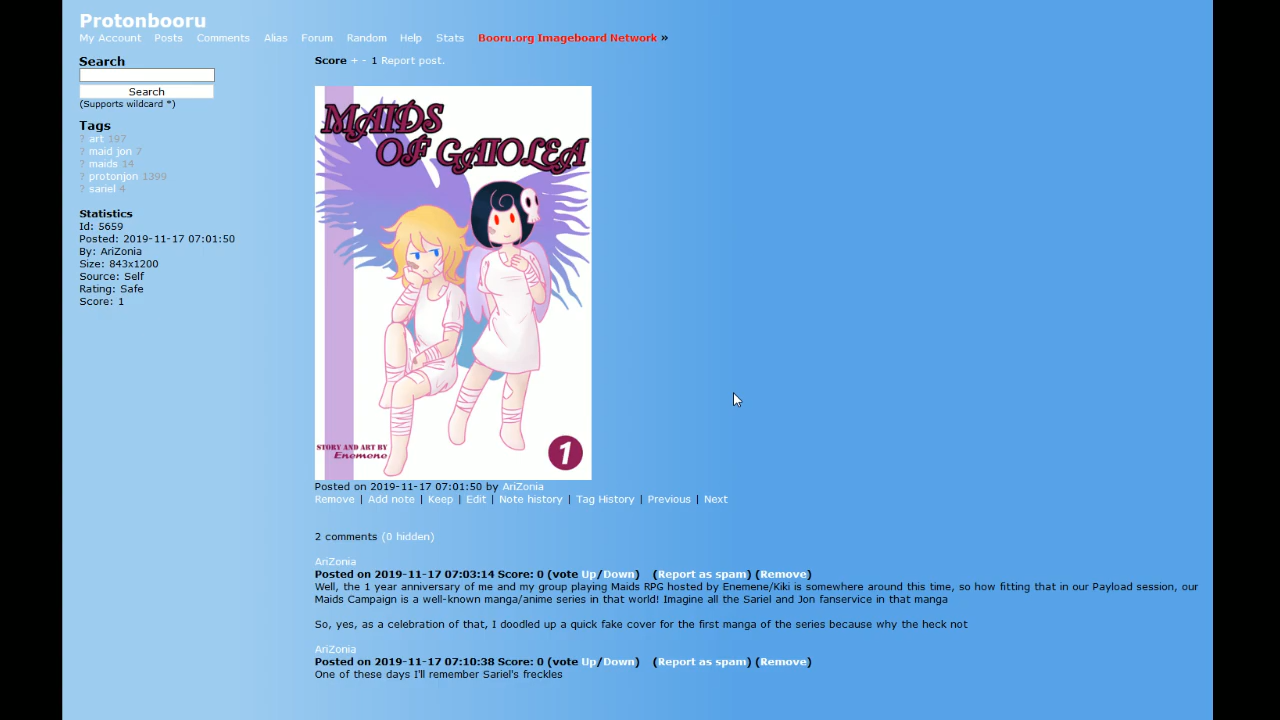 Protonbooru
My Account Posts Comments Alias Forum Random Help Stats Booru.org Imageboard Network »
Search
Search
(Supports wildcard *)
Tags
? art 197
? maid jon 7
? maids 14
? protonjon 1399
? sariel 4
Statistics
Id: 5659
Posted: 2019-11-17 07:01:50
By: AriZonia
Size: 843x1200
Source: Self
Rating: Safe
Score: 1
Score + - 1 Report post.
MAIDS
OF GAIOLEA
STORY AND ART BY
Enemene
1
Posted on 2019-11-17 07:01:50 by AriZonia
Remove | Add note | Keep | Edit | Note history | Tag History | Previous | Next
2 comments (0 hidden)
AriZonia
Posted on 2019-11-17 07:03:14 Score: 0 (vote Up/Down) (Report as spam) (Remove)
Well, the 1 year anniversary of me and my group playing Maids RPG hosted by Enemene/Kiki is somewhere around this time, so how fitting that in our Payload session, our
Maids Campaign is a well-known manga/anime series in that world! Imagine all the Sariel and Jon fanservice in that manga
So, yes, as a celebration of that, I doodled up a quick fake cover for the first manga of the series because why the heck not
AriZonia
Posted on 2019-11-17 07:10:38 Score: 0 (vote Up/Down) (Report as spam) (Remove)
One of these days I'll remember Sariel's freckles